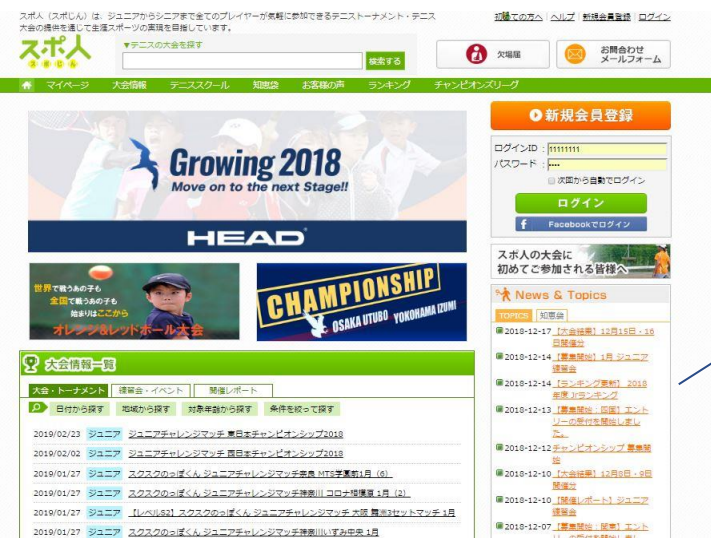 スポ人（スポじん）は、ジュニアからシニアまで全てのプレイヤーが気軽に参加できるテニストーナメント・テニス
大会の提供を通じて生涯スポーツの実現を目指しています。
初めての方へ ヘルプ 新規会員登録 ログイン
スポ人
スポじん
▼テニスの大会を探す
検索する
欠場届
お問合わせ
メールフォーム
マイページ 大会情報 テニススクール 知恵袋 お客様の声 ランキング チャンピオンズリーグ
Growing 2018
Move on to the next Stage!!
HEAD
新規会員登録
ログインID : 11111111
パスワード : ••••
次回から自動でログイン
ログイン
f Facebookでログイン
スポ人の大会に
初めてご参加される皆様へ
世界で戦うあの子も
全国で戦うあの子も
始まりはここから
オレンジ&レッドボール大会
CHAMPIONSHIP
OSAKA UTUBO YOKOHAMA IZUMI
News & Topics
TOPICS 知恵袋
2018-12-17 【大会結果】12月15日・16
日開催分
2018-12-14 【募集開始】1月 ジュニア
練習会
2018-12-14 【ランキング更新】 2018
年度 Jrランキング
2018-12-13 【募集開始：四国】エント
リーの受付を開始しまし
た。
2018-12-12 チャンピオンシップ 募集開
始
2018-12-10 【大会結果】12月8日・9日
開催分
2018-12-10 【開催レポート】ジュニア
練習会
2018-12-07 【募集開始：関東】エント
リーの受付を開始しまし
大会情報一覧
大会・トーナメント 練習会・イベント 開催レポート
日付から探す 地域から探す 対象年齢から探す 条件を絞って探す
2019/02/23 ジュニア ジュニアチャレンジマッチ 東日本チャンピオンシップ2018
2019/02/02 ジュニア ジュニアチャレンジマッチ 西日本チャンピオンシップ2018
2019/01/27 ジュニア スクスクのっぽくん ジュニアチャレンジマッチ奈良 MTS学園前1月（6）
2019/01/27 ジュニア スクスクのっぽくん ジュニアチャレンジマッチ神奈川 コロナ相模原 1月（2）
2019/01/27 ジュニア 【レベルS2】スクスクのっぽくん ジュニアチャレンジマッチ 大阪 舞洲3セットマッチ 1月
2019/01/27 ジュニア スクスクのっぽくん ジュニアチャレンジマッチ神奈川いずみ中央 1月